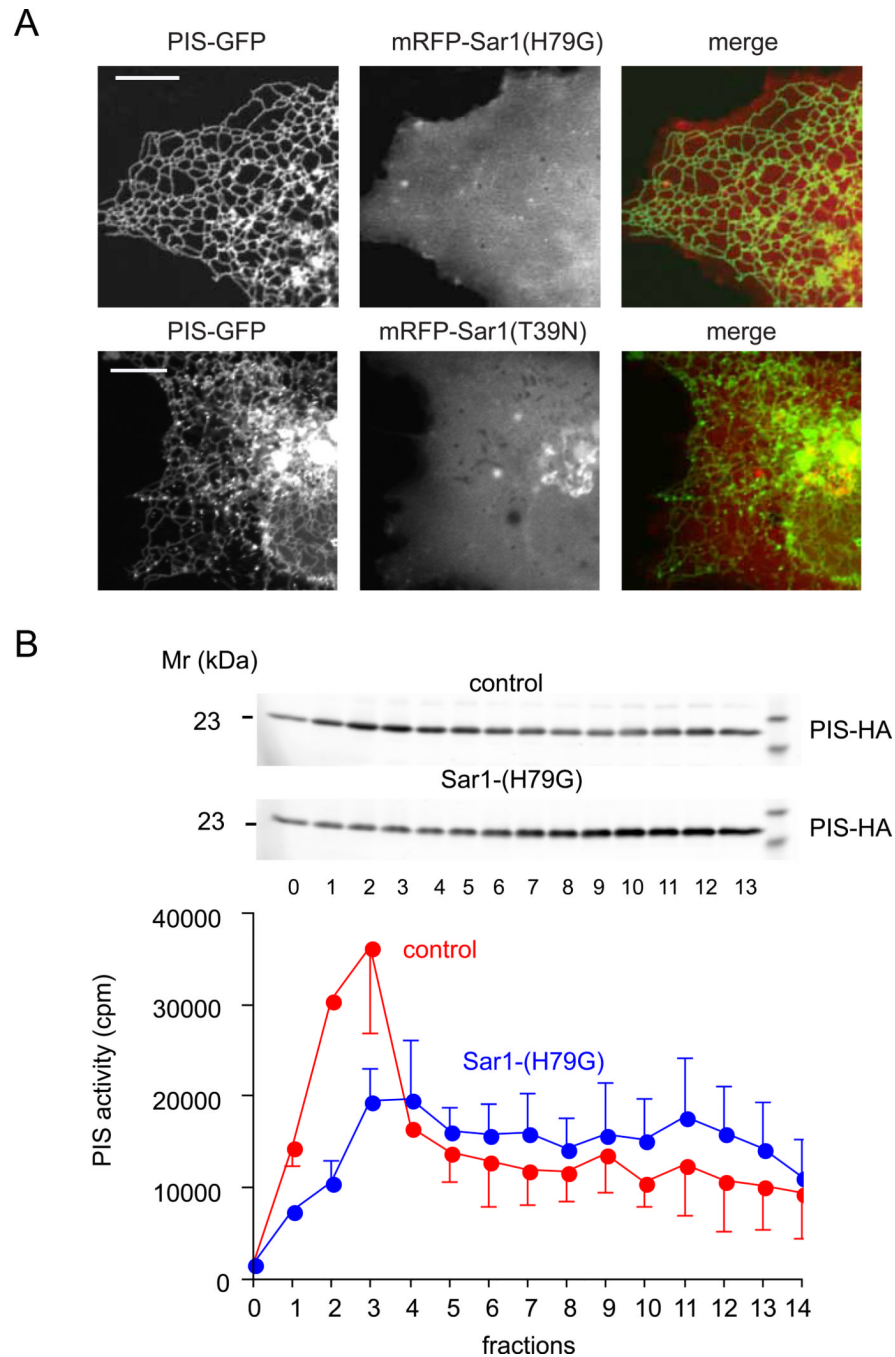 A
PIS-GFP mRFP-Sar1(H79G) merge
PIS-GFP mRFP-Sar1(T39N) merge
B
Mr (kDa)
control
23 PIS-HA
Sar1-(H79G)
23 PIS-HA
0 1 2 3 4 5 6 7 8 9 10 11 12 13
40000
control
30000
Sar1-(H79G)
20000
10000
0
PIS activity (cpm)
0 1 2 3 4 5 6 7 8 9 10 11 12 13 14
fractions